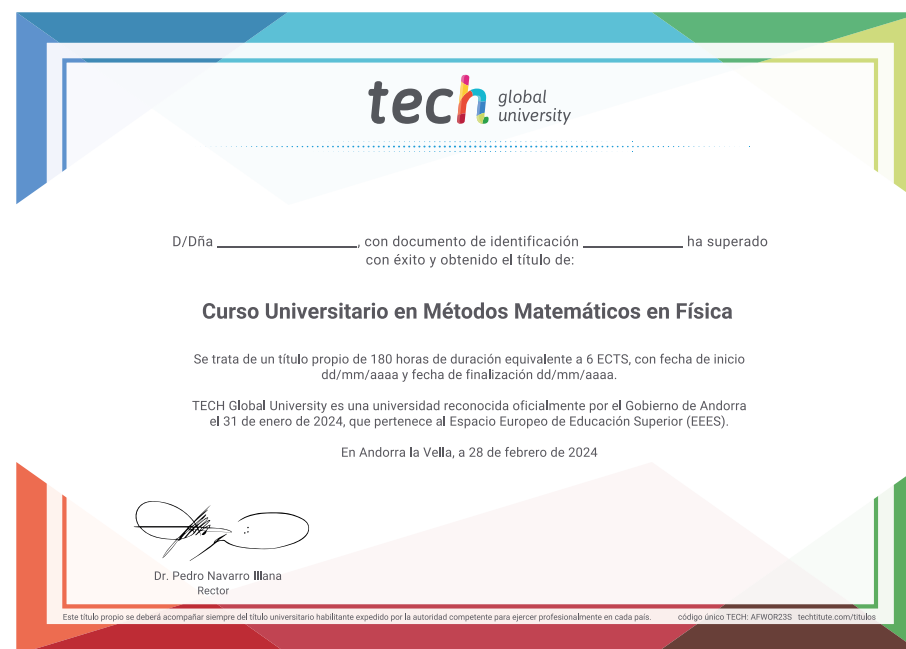 tech global university
D/Dña ____________________, con documento de identificación ______________ ha superado
con éxito y obtenido el título de:
Curso Universitario en Métodos Matemáticos en Física
Se trata de un título propio de 180 horas de duración equivalente a 6 ECTS, con fecha de inicio
dd/mm/aaaa y fecha de finalización dd/mm/aaaa.
TECH Global University es una universidad reconocida oficialmente por el Gobierno de Andorra
el 31 de enero de 2024, que pertenece al Espacio Europeo de Educación Superior (EEES).
En Andorra la Vella, a 28 de febrero de 2024
Dr. Pedro Navarro Illana
Rector
Este título propio se deberá acompañar siempre del título universitario habilitante expedido por la autoridad competente para ejercer profesionalmente en cada país. código único TECH: AFWOR23S techtitute.com/titulos